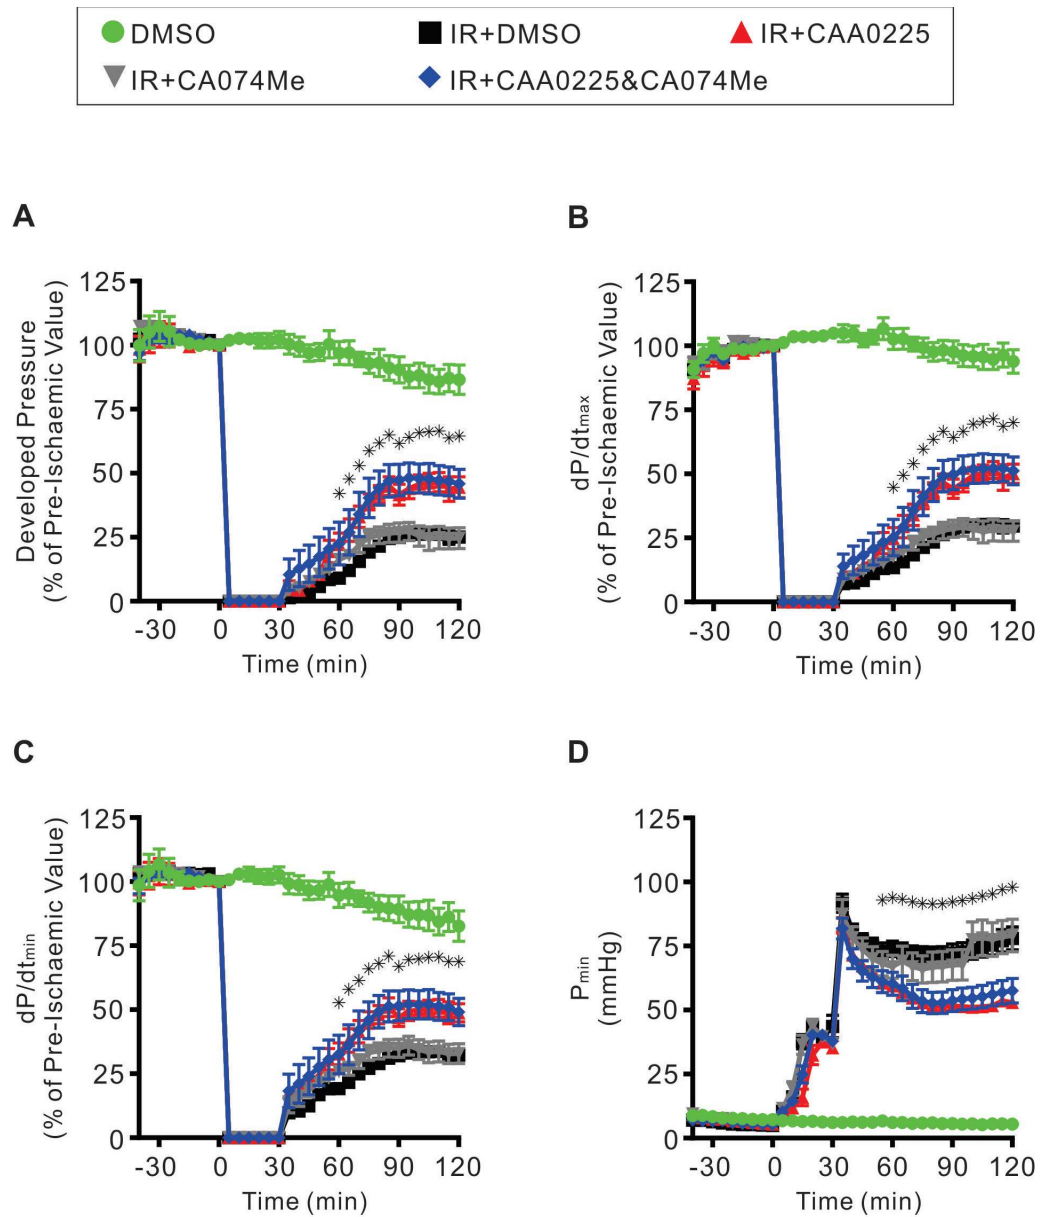 DMSO IR+DMSO IR+CAA0225
IR+CA074Me IR+CAA0225&CA074Me
A
Developed Pressure
(% of Pre-Ischaemic Value)
125
100
75
50
25
0
-30 0 30 60 90 120
Time (min)
B
dP/dtmax
(% of Pre-Ischaemic Value)
125
100
75
50
25
0
-30 0 30 60 90 120
Time (min)
C
dP/dtmin
(% of Pre-Ischaemic Value)
125
100
75
50
25
0
-30 0 30 60 90 120
Time (min)
D
Pmin
(mmHg)
125
100
75
50
25
0
-30 0 30 60 90 120
Time (min)